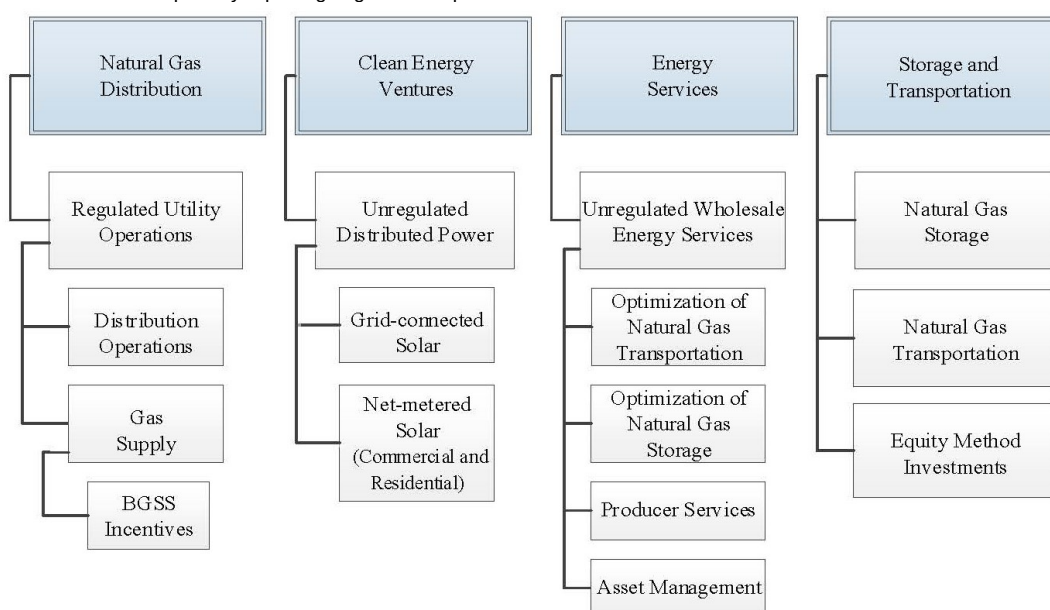 Natural Gas
Distribution
Regulated Utility
Operations
Distribution
Operations
Gas
Supply
BGSS
Incentives
Clean Energy
Ventures
Unregulated
Distributed Power
Grid-connected
Solar
Net-metered
Solar
(Commercial and
Residential)
Energy
Services
Unregulated Wholesale
Energy Services
Optimization of
Natural Gas
Transportation
Optimization of
Natural Gas
Storage
Producer Services
Asset Management
Storage and
Transportation
Natural Gas
Storage
Natural Gas
Transportation
Equity Method
Investments